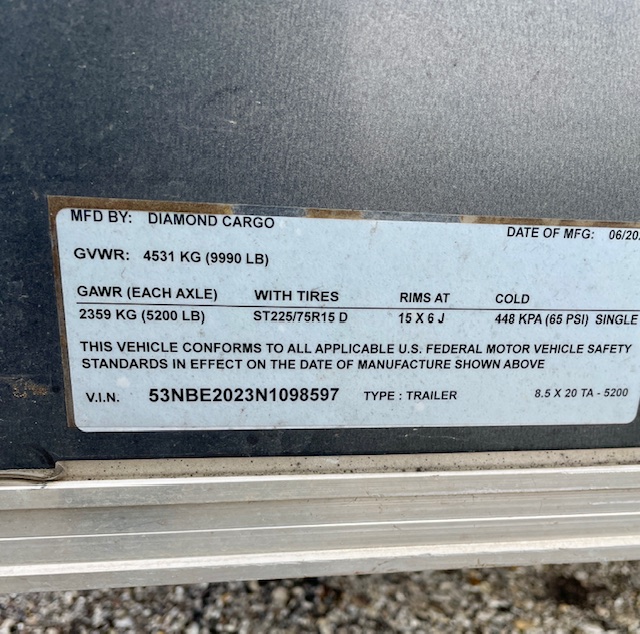 MFD BY: DIAMOND CARGO
DATE OF MFG: 06/20
GVWR: 4531 KG (9990 LB)
GAWR (EACH AXLE) WITH TIRES RIMS AT COLD
2359 KG (5200 LB) ST225/75R15 D 15 X 6 J 448 KPA (65 PSI) SINGLE
THIS VEHICLE CONFORMS TO ALL APPLICABLE U.S. FEDERAL MOTOR VEHICLE SAFETY
STANDARDS IN EFFECT ON THE DATE OF MANUFACTURE SHOWN ABOVE
V.I.N. 53NBE2023N1098597 TYPE : TRAILER 8.5 X 20 TA - 5200